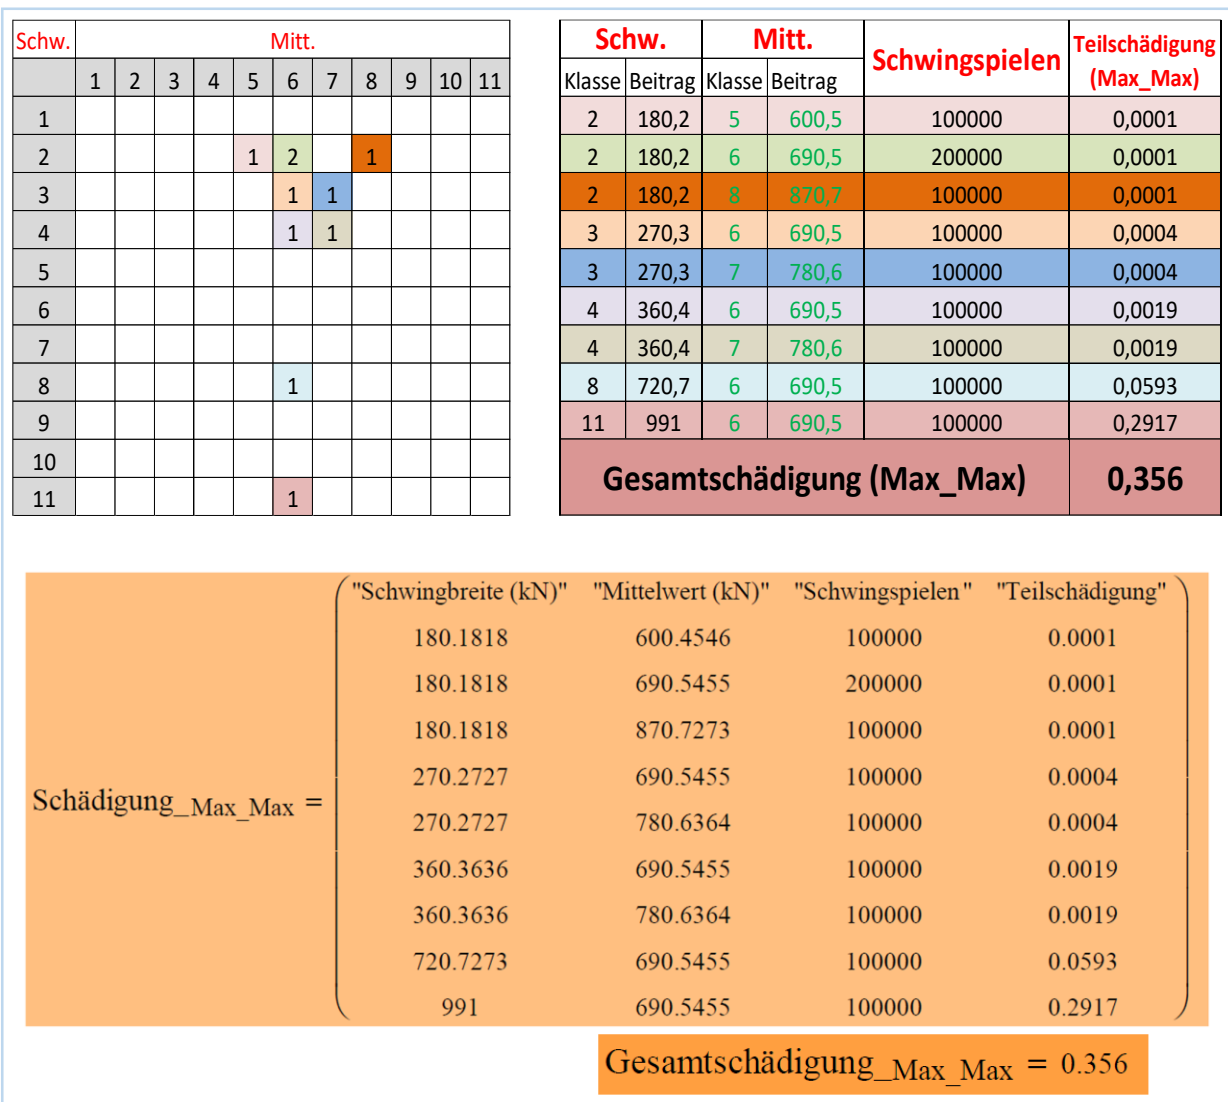 Schw. Mitt.
1 2 3 4 5 6 7 8 9 10 11
1
2 1 2 1
3 1 1
4 1 1
5
6
7
8 1
9
10
11 1
Schw. Mitt. Schwingspielen Teilschädigung (Max_Max)
Klasse Beitrag Klasse Beitrag
2 180,2 5 600,5 100000 0,0001
2 180,2 6 690,5 200000 0,0001
2 180,2 8 870,7 100000 0,0001
3 270,3 6 690,5 100000 0,0004
3 270,3 7 780,6 100000 0,0004
4 360,4 6 690,5 100000 0,0019
4 360,4 7 780,6 100000 0,0019
8 720,7 6 690,5 100000 0,0593
11 991 6 690,5 100000 0,2917
Gesamtschädigung (Max_Max) 0,356
Schädigung_Max_Max =
"Schwingbreite (kN)" "Mittelwert (kN)" "Schwingspielen" "Teilschädigung"
180.1818 600.4546 100000 0.0001
180.1818 690.5455 200000 0.0001
180.1818 870.7273 100000 0.0001
270.2727 690.5455 100000 0.0004
270.2727 780.6364 100000 0.0004
360.3636 690.5455 100000 0.0019
360.3636 780.6364 100000 0.0019
720.7273 690.5455 100000 0.0593
991 690.5455 100000 0.2917
Gesamtschädigung_Max_Max = 0.356